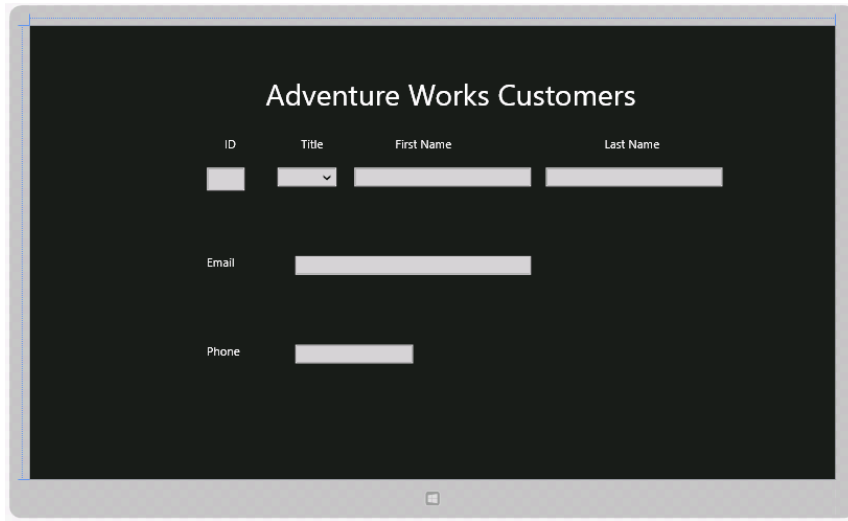 Adventure Works Customers
ID Title First Name Last Name
Email
Phone